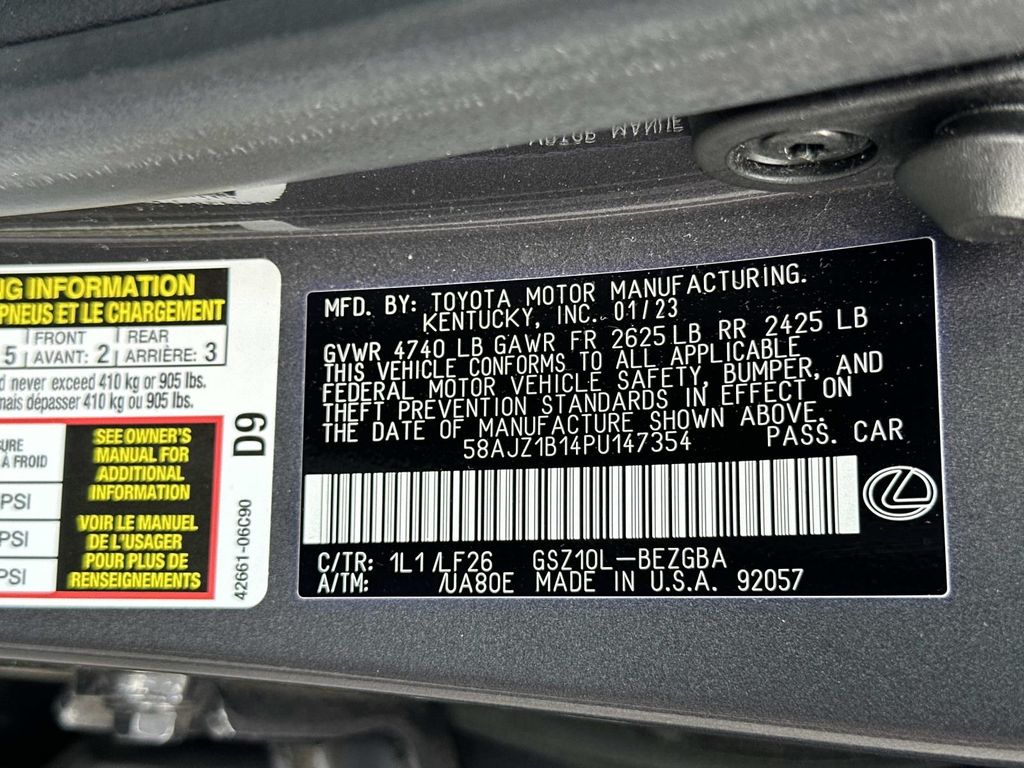 NG INFORMATION
PNEUS ET LE CHARGEMENT
5 FRONT AVANT: 2 REAR ARRIÈRE: 3
d never exceed 410 kg or 905 lbs.
mais dépasser 410 kg ou 905 lbs.
À FROID
PSI
PSI
PSI
SEE OWNER'S
MANUAL FOR
ADDITIONAL
INFORMATION
VOIR LE MANUEL
DE L'USAGER
POUR PLUS DE
RENSEIGNEMENTS
D9
42661-06C90
MFD. BY: TOYOTA MOTOR MANUFACTURING.
KENTUCKY, INC. 01/23
GVWR 4740 LB GAWR FR 2625 LB RR 2425 LB
THIS VEHICLE CONFORMS TO ALL APPLICABLE
FEDERAL MOTOR VEHICLE SAFETY, BUMPER, AND
THEFT PREVENTION STANDARDS IN EFFECT ON
THE DATE OF MANUFACTURE SHOWN ABOVE.
58AJZ1B14PU147354 PASS. CAR
C/TR: 1L1 /LF26 GSZ10L-BEZGBA
A/TM: /UA80E MADE IN U.S.A. 92057